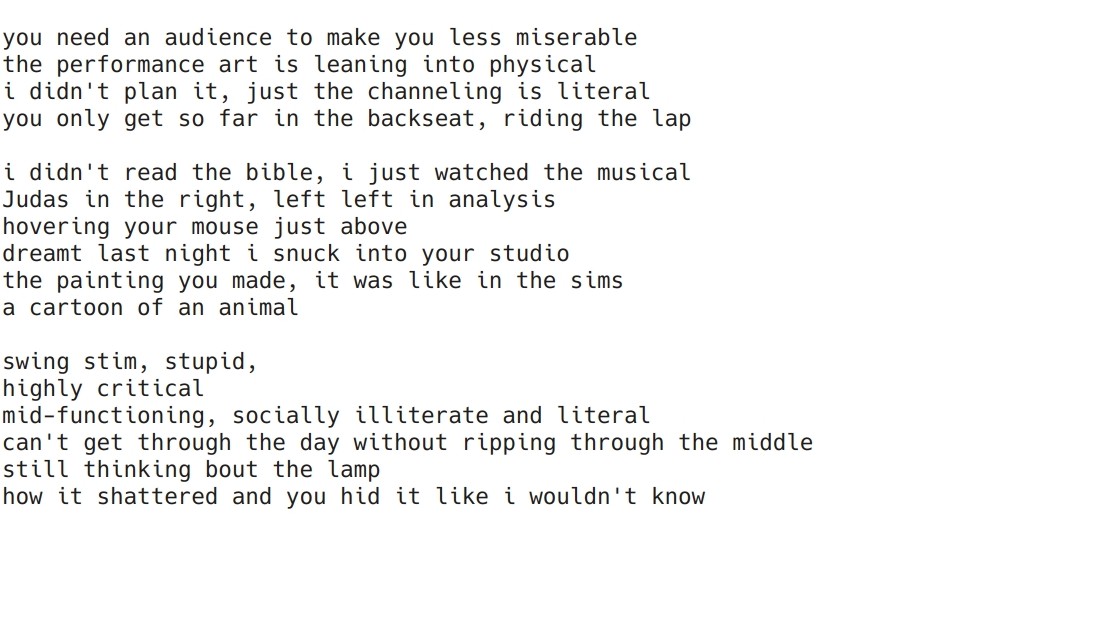 you need an audience to make you less miserable
the performance art is leaning into physical
i didn't plan it, just the channeling is literal
you only get so far in the backseat, riding the lap

i didn't read the bible, i just watched the musical
Judas in the right, left left in analysis
hovering your mouse just above
dreamt last night i snuck into your studio
the painting you made, it was like in the sims
a cartoon of an animal

swing stim, stupid,
highly critical
mid-functioning, socially illiterate and literal
can't get through the day without ripping through the middle
still thinking bout the lamp
how it shattered and you hid it like i wouldn't know